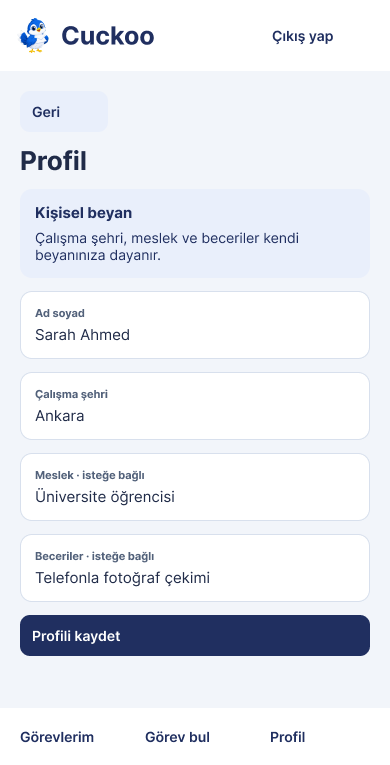 Cuckoo
Çıkış yap
Geri
Profil
Kişisel beyan
Çalışma şehri, meslek ve beceriler kendi
beyanınıza dayanır.
Ad soyad
Sarah Ahmed
Çalışma şehri
Ankara
Meslek · isteğe bağlı
Üniversite öğrencisi
Beceriler · isteğe bağlı
Telefonla fotoğraf çekimi
Profili kaydet
Görevlerim
Görev bul
Profil